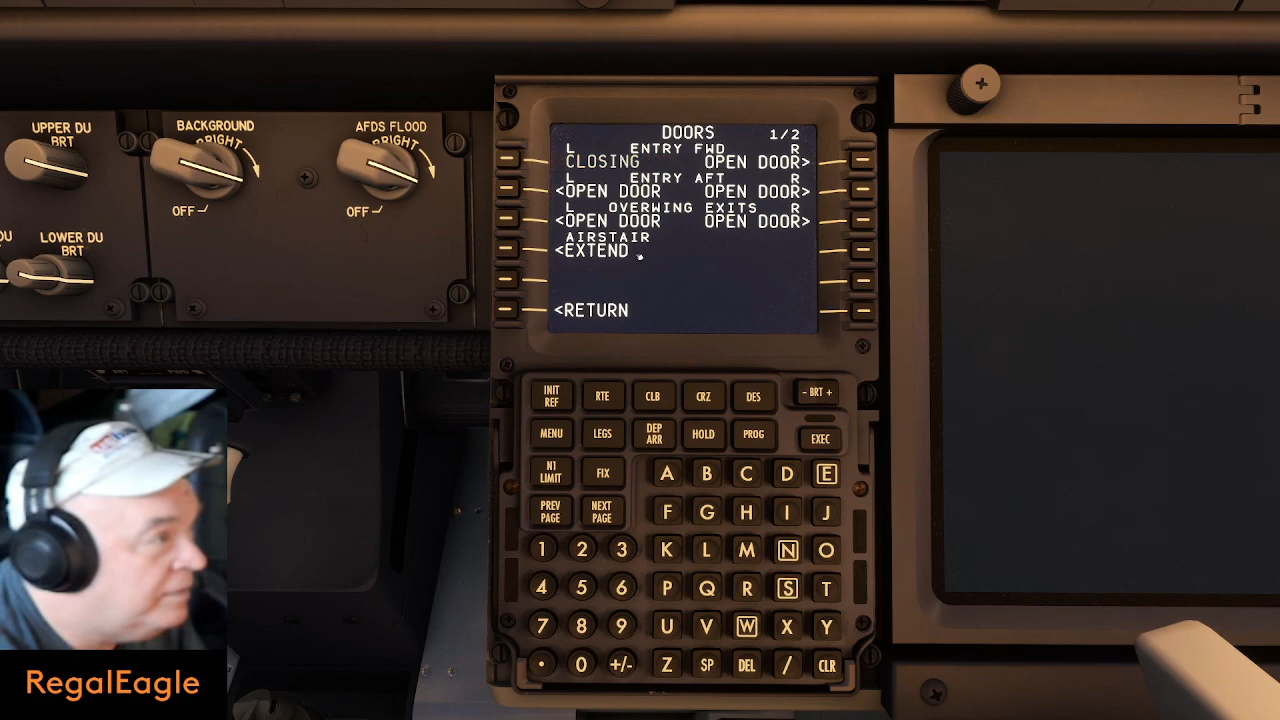 UPPER DU
BRT
BACKGROUND
BRIGHT
OFF
AFDS FLOOD
BRIGHT
OFF
DU
LOWER DU
BRT
DOORS 1/2
L ENTRY FWD R
CLOSING OPEN DOOR>
L ENTRY AFT R
<OPEN DOOR OPEN DOOR>
L OVERWING EXITS R
<OPEN DOOR OPEN DOOR>
AIRSTAIR
<EXTEND
<RETURN
INIT REF RTE CLB CRZ DES - BRT +
MENU LEGS DEP ARR HOLD PROG EXEC
N1 LIMIT FIX A B C D E
PREV PAGE NEXT PAGE F G H I J
1 2 3 K L M N O
4 5 6 P Q R S T
7 8 9 U V W X Y
. 0 +/- Z SP DEL / CLR
RegalEagle